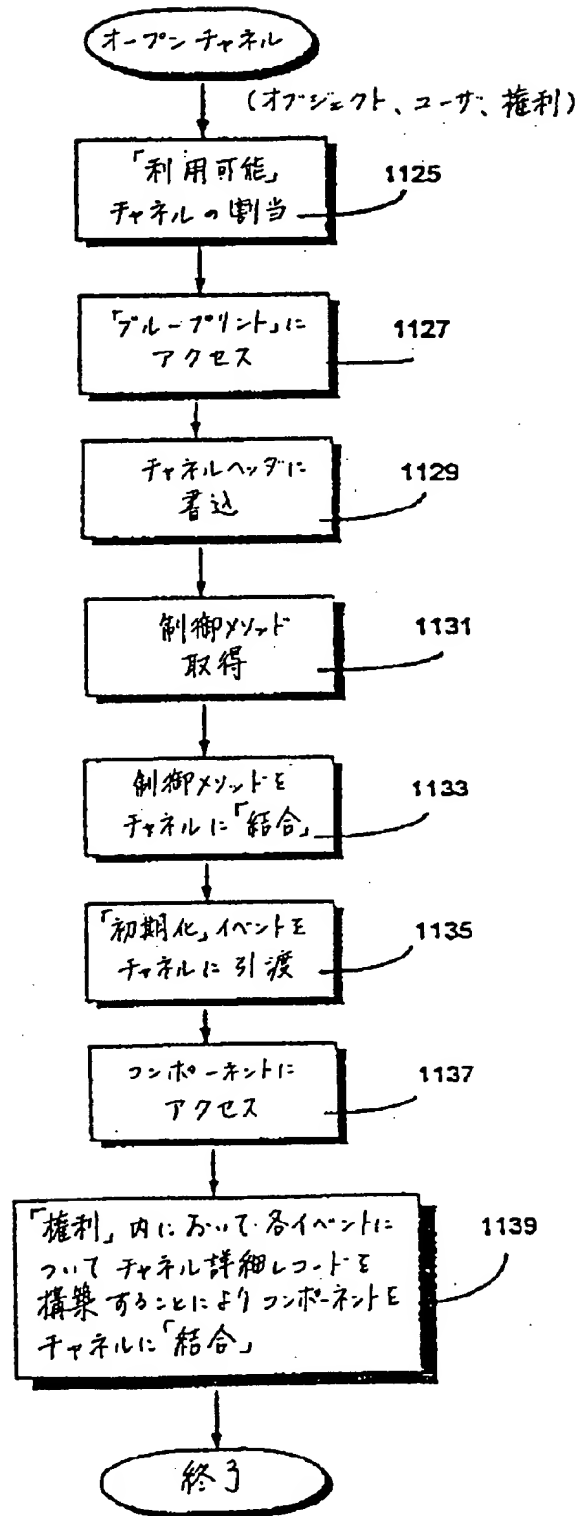 オープンチャネル
(オブジェクト、ユーザ、権利)
「利用可能」
チャネルの割当
1125
「ブループリント」に
アクセス
1127
チャネルヘッダに
書込
1129
制御メソッド
取得
1131
制御メソッドを
チャネルに「結合」
1133
「初期化」イベントを
チャネルに引渡
1135
コンポーネントに
アクセス
1137
「権利」内において各イベントに
ついてチャネル詳細レコードを
構築することによりコンポーネントを
チャネルに「結合」
1139
終了